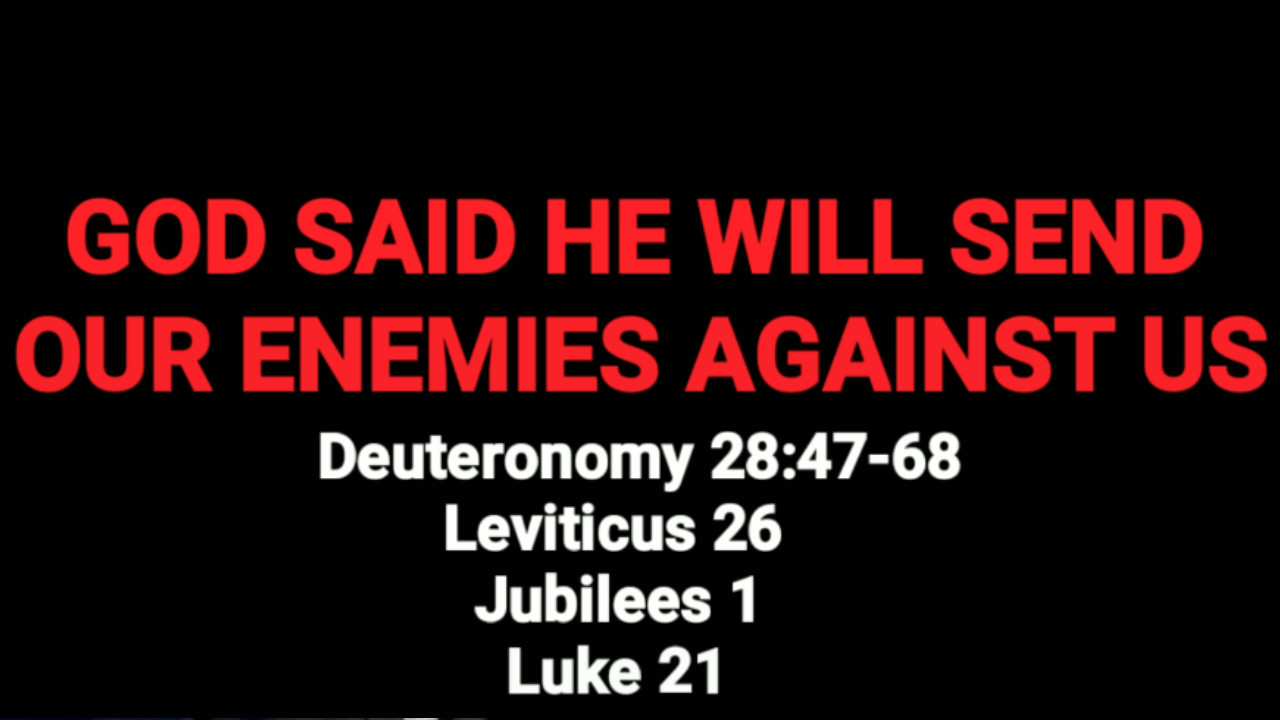 GOD SAID HE WILL SEND
OUR ENEMIES AGAINST US
Deuteronomy 28:47-68
Leviticus 26
Jubilees 1
Luke 21